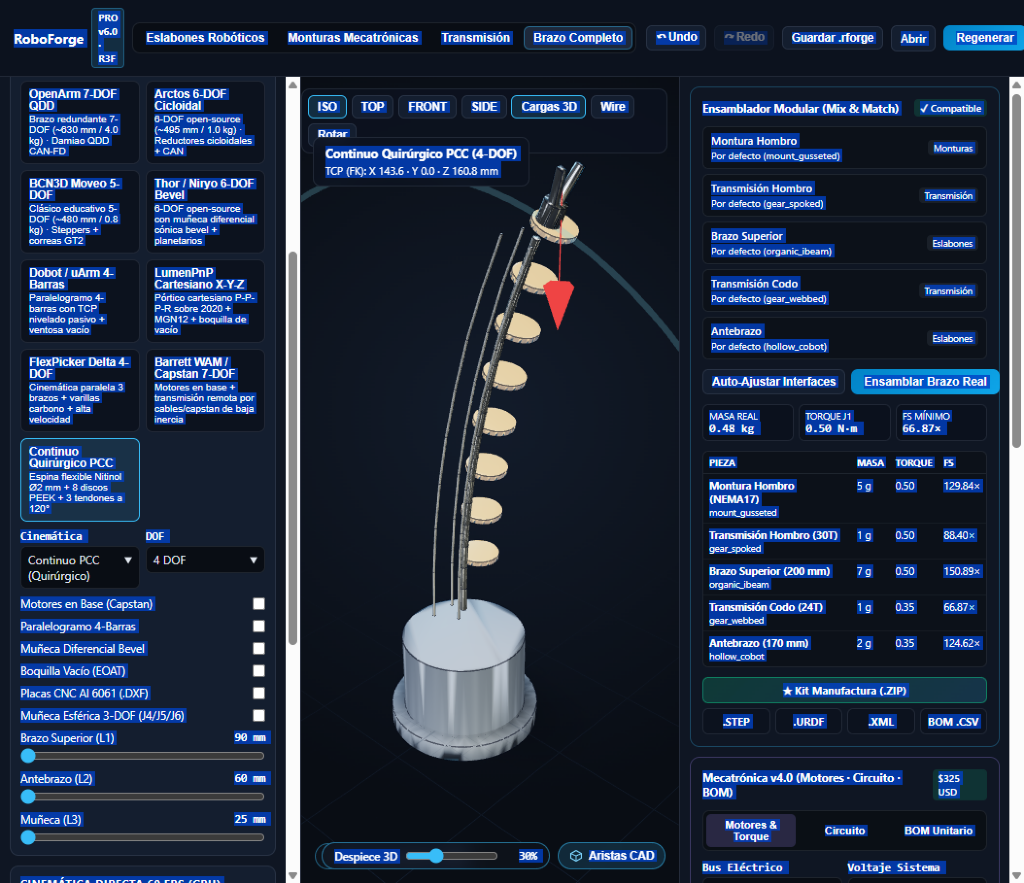 RoboForge
PRO
v6.0
·
R3F
Eslabones Robóticos
Monturas Mecatrónicas
Transmisión
Brazo Completo
↶ Undo
↷ Redo
Guardar .rforge
Abrir
Regenerar
OpenArm 7-DOF
QDD
Brazo redundante 7-
DOF (~630 mm / 4.0
kg) · Damiao QDD
CAN-FD
Arctos 6-DOF
Cicloidal
6-DOF open-source
(~495 mm / 1.0 kg) ·
Reductores cicloidales
+ CAN
BCN3D Moveo 5-
DOF
Clásico educativo 5-
DOF (~480 mm / 0.8
kg) · Steppers +
correas GT2
Thor / Niryo 6-DOF
Bevel
6-DOF open-source
con muñeca diferencial
cónica bevel +
planetarios
Dobot / uArm 4-
Barras
Paralelogramo 4-
barras con TCP
nivelado pasivo +
ventosa vacío
LumenPnP
Cartesiano X-Y-Z
Pórtico cartesiano P-P-
P-R sobre 2020 +
MGN12 + boquilla de
vacío
FlexPicker Delta 4-
DOF
Cinemática paralela 3
brazos + varillas
carbono + alta
velocidad
Barrett WAM /
Capstan 7-DOF
Motores en base +
transmisión remota por
cables/capstan de baja
inercia
Continuo
Quirúrgico PCC
Espina flexible Nitinol
Ø2 mm + 8 discos
PEEK + 3 tendones a
120°
Cinemática
DOF
Continuo PCC
(Quirúrgico)
4 DOF
Motores en Base (Capstan)
Paralelogramo 4-Barras
Muñeca Diferencial Bevel
Boquilla Vacío (EOAT)
Placas CNC Al 6061 (.DXF)
Muñeca Esférica 3-DOF (J4/J5/J6)
Brazo Superior (L1)
90 mm
Antebrazo (L2)
60 mm
Muñeca (L3)
25 mm
CINEMÁTICA DIRECTA 60 FPS (GPU)
ISO
TOP
FRONT
SIDE
Cargas 3D
Wire
Rotar
Continuo Quirúrgico PCC (4-DOF)
TCP (FK): X 143.6 · Y 0.0 · Z 160.8 mm
Despiece 3D
30%
Aristas CAD
Ensamblador Modular (Mix & Match)
✓ Compatible
Montura Hombro
Por defecto (mount_gusseted)
Monturas
Transmisión Hombro
Por defecto (gear_spoked)
Transmisión
Brazo Superior
Por defecto (organic_ibeam)
Eslabones
Transmisión Codo
Por defecto (gear_webbed)
Transmisión
Antebrazo
Por defecto (hollow_cobot)
Eslabones
Auto-Ajustar Interfaces
Ensamblar Brazo Real
MASA REAL
0.48 kg
TORQUE J1
0.50 N·m
FS MÍNIMO
66.87×
PIEZA MASA TORQUE FS
Montura Hombro
(NEMA17)
mount_gusseted
5 g 0.50 129.84×
Transmisión Hombro (30T)
gear_spoked
1 g 0.50 88.40×
Brazo Superior (200 mm)
organic_ibeam
7 g 0.50 150.89×
Transmisión Codo (24T)
gear_webbed
1 g 0.35 66.87×
Antebrazo (170 mm)
hollow_cobot
2 g 0.35 124.62×
★ Kit Manufactura (.ZIP)
.STEP
.URDF
.XML
BOM .CSV
Mecatrónica v4.0 (Motores · Circuito ·
BOM)
$325
USD
Motores &
Torque
Circuito
BOM Unitario
Bus Eléctrico
Voltaje Sistema